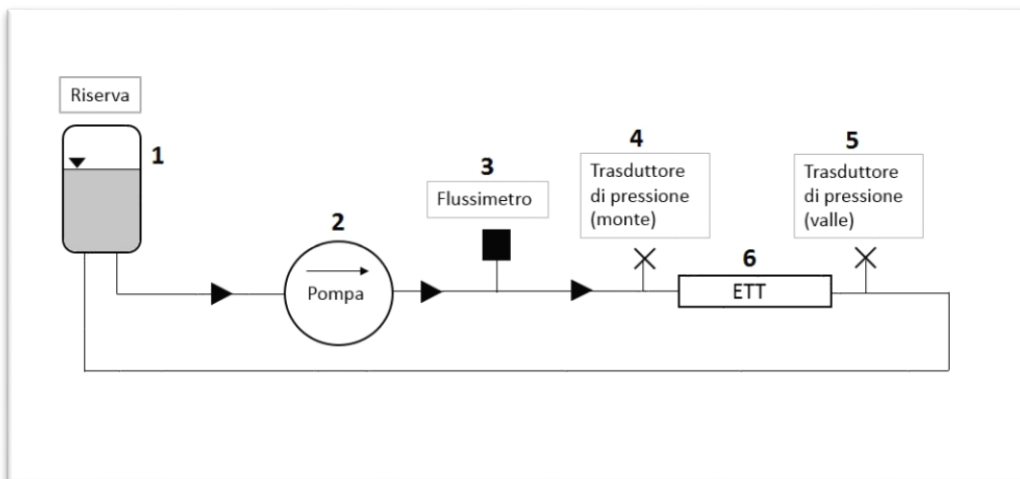 Riserva
1
2
Pompa
3
Flussimetro
4
Trasduttore
di pressione
(monte)
5
Trasduttore
di pressione
(valle)
6
ETT